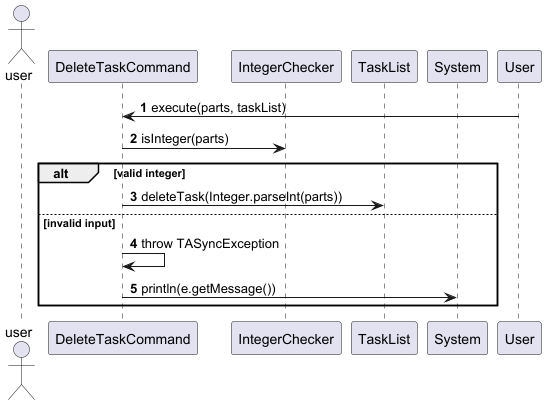 user
DeleteTaskCommand
IntegerChecker
TaskList
System
User
1 execute(parts, taskList)
2 isInteger(parts)
alt [valid integer]
3 deleteTask(Integer.parseInt(parts))
[invalid input]
4 throw TASyncException
5 println(e.getMessage())
user
DeleteTaskCommand
IntegerChecker
TaskList
System
User